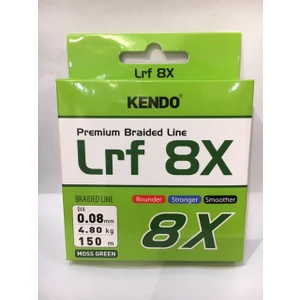 Lrf 8X
KENDO
Premium Braided Line
Lrf 8X
BRAIDED LINE
Rounder Stronger Smoother
DIA
0.08mm
4.80 kg
150 m
MOSS GREEN
8X